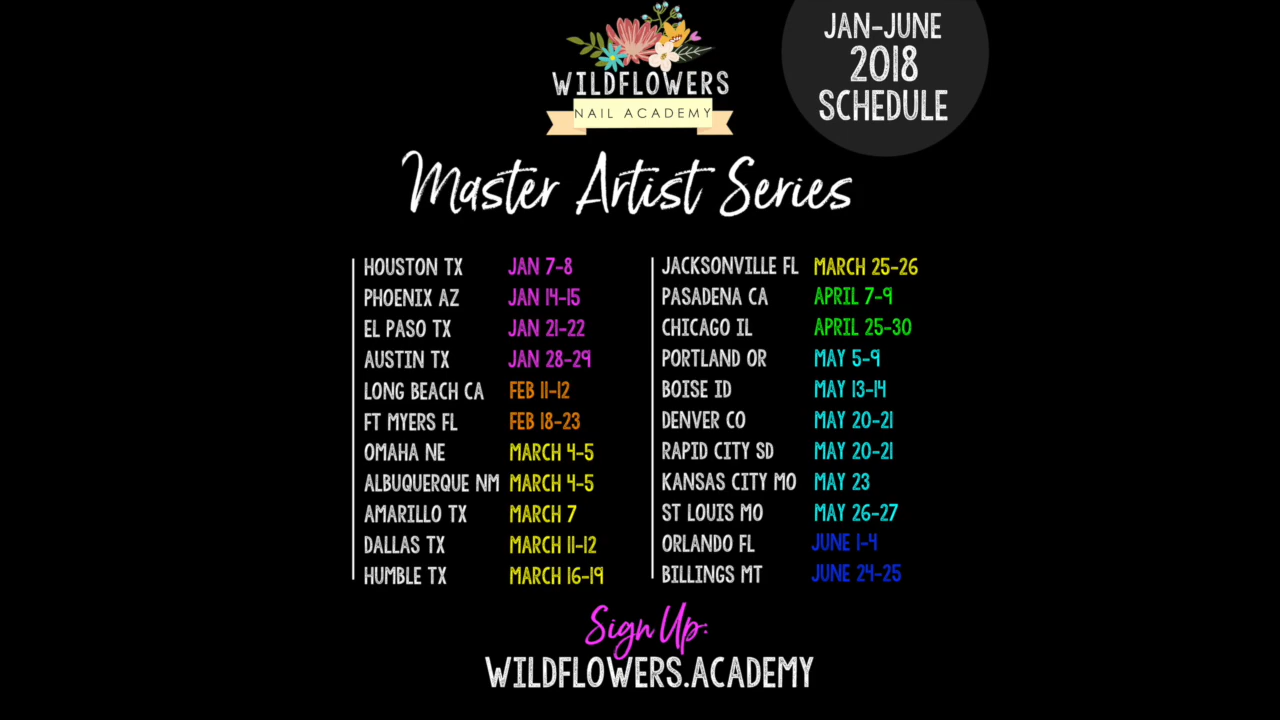 WILDFLOWERS
NAIL ACADEMY
JAN-JUNE
2018
SCHEDULE
Master Artist Series
HOUSTON TX JAN 7-8
PHOENIX AZ JAN 14-15
EL PASO TX JAN 21-22
AUSTIN TX JAN 28-29
LONG BEACH CA FEB 11-12
FT MYERS FL FEB 18-23
OMAHA NE MARCH 4-5
ALBUQUERQUE NM MARCH 4-5
AMARILLO TX MARCH 7
DALLAS TX MARCH 11-12
HUMBLE TX MARCH 16-19
JACKSONVILLE FL MARCH 25-26
PASADENA CA APRIL 7-9
CHICAGO IL APRIL 25-30
PORTLAND OR MAY 5-9
BOISE ID MAY 13-14
DENVER CO MAY 20-21
RAPID CITY SD MAY 20-21
KANSAS CITY MO MAY 23
ST LOUIS MO MAY 26-27
ORLANDO FL JUNE 1-4
BILLINGS MT JUNE 24-25
Sign Up:
WILDFLOWERS.ACADEMY